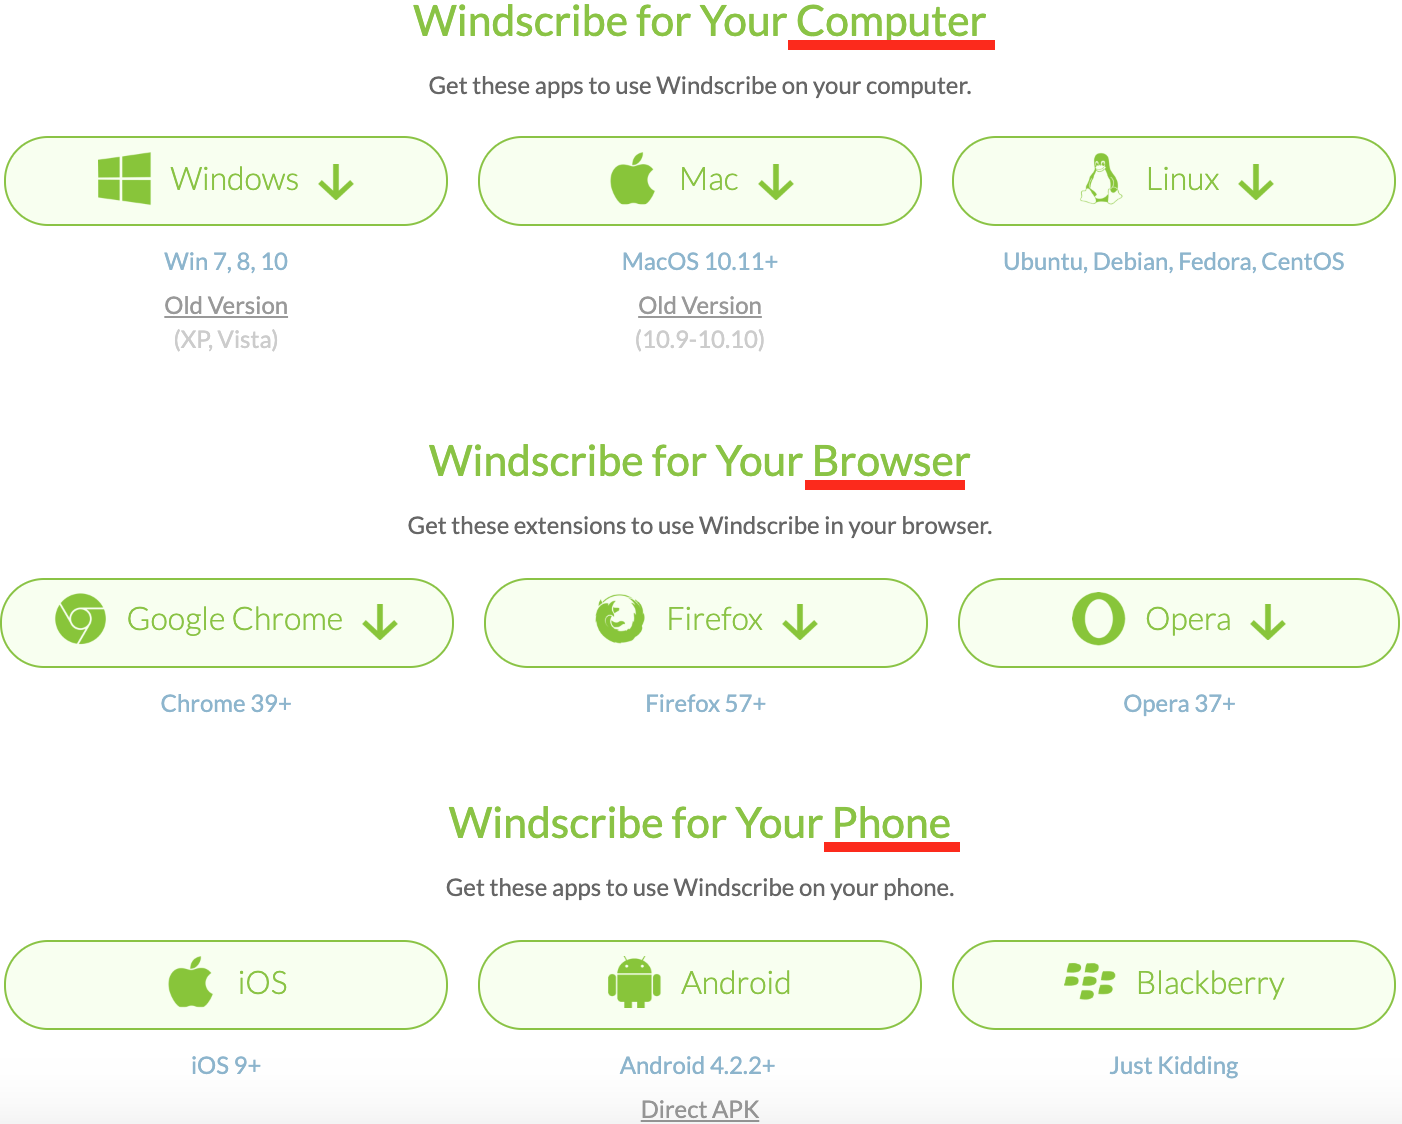 Windscribe for Your Computer
Get these apps to use Windscribe on your computer.
Windows
Mac
Linux
Win 7, 8, 10
MacOS 10.11+
Ubuntu, Debian, Fedora, CentOS
Old Version
Old Version
(XP, Vista)
(10.9-10.10)
Windscribe for Your Browser
Get these extensions to use Windscribe in your browser.
Google Chrome
Firefox
Opera
Chrome 39+
Firefox 57+
Opera 37+
Windscribe for Your Phone
Get these apps to use Windscribe on your phone.
iOS
Android
Blackberry
iOS 9+
Android 4.2.2+
Just Kidding
Direct APK